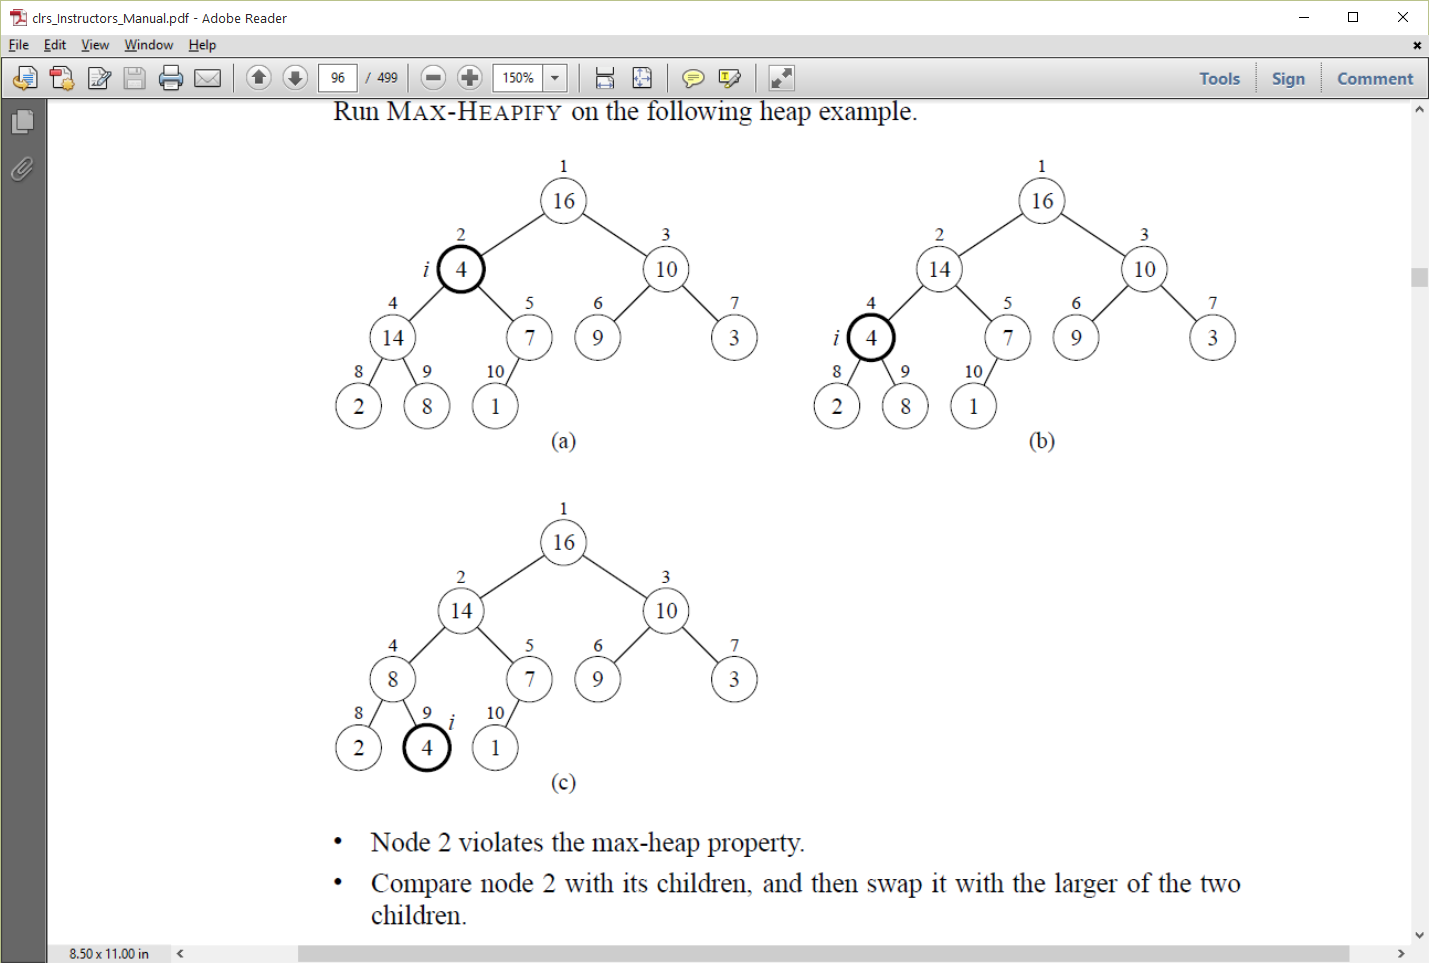 clrs_Instructors_Manual.pdf - Adobe Reader
File Edit View Window Help
96 / 499 150% Tools Sign Comment
Run MAX-HEAPIFY on the following heap example.
1 1
16 16
2 3 2 3
i 4 10 14 10
4 5 6 7 4 5 6 7
14 7 9 3 i 4 7 9 3
8 9 10 8 9 10
2 8 1 2 8 1
(a) (b)
1
16
2 3
14 10
4 5 6 7
8 7 9 3
8 9 i 10
2 4 1
(c)
• Node 2 violates the max-heap property.
• Compare node 2 with its children, and then swap it with the larger of the two
children.
8.50 x 11.00 in